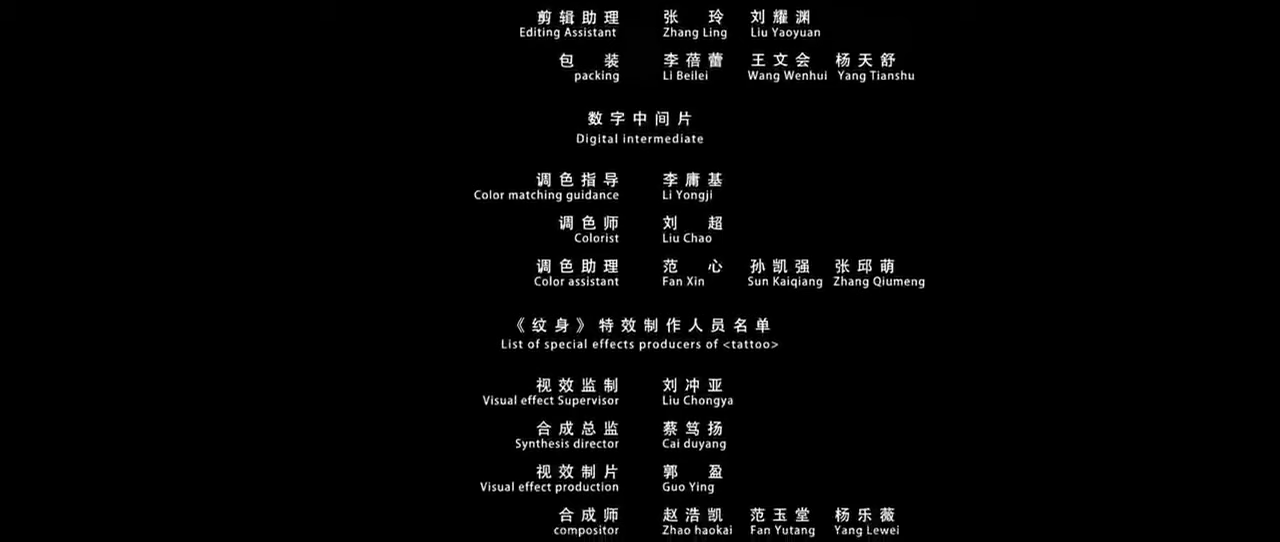 剪辑助理 张玲 刘耀渊
Editing Assistant Zhang Ling Liu Yaoyuan
包装 李蓓蕾 王文会 杨天舒
packing Li Beilei Wang Wenhui Yang Tianshu
数字中间片
Digital intermediate
调色指导 李庸基
Color matching guidance Li Yongji
调色师 刘超
Colorist Liu Chao
调色助理 范心 孙凯强 张邱萌
Color assistant Fan Xin Sun Kaiqiang Zhang Qiumeng
《纹身》特效制作人员名单
List of special effects producers of <tattoo>
视效监制 刘冲亚
Visual effect Supervisor Liu Chongya
合成总监 蔡笃扬
Synthesis director Cai duyang
视效制片 郭盈
Visual effect production Guo Ying
合成师 赵浩凯 范玉堂 杨乐薇
compositor Zhao haokai Fan Yutang Yang Lewei